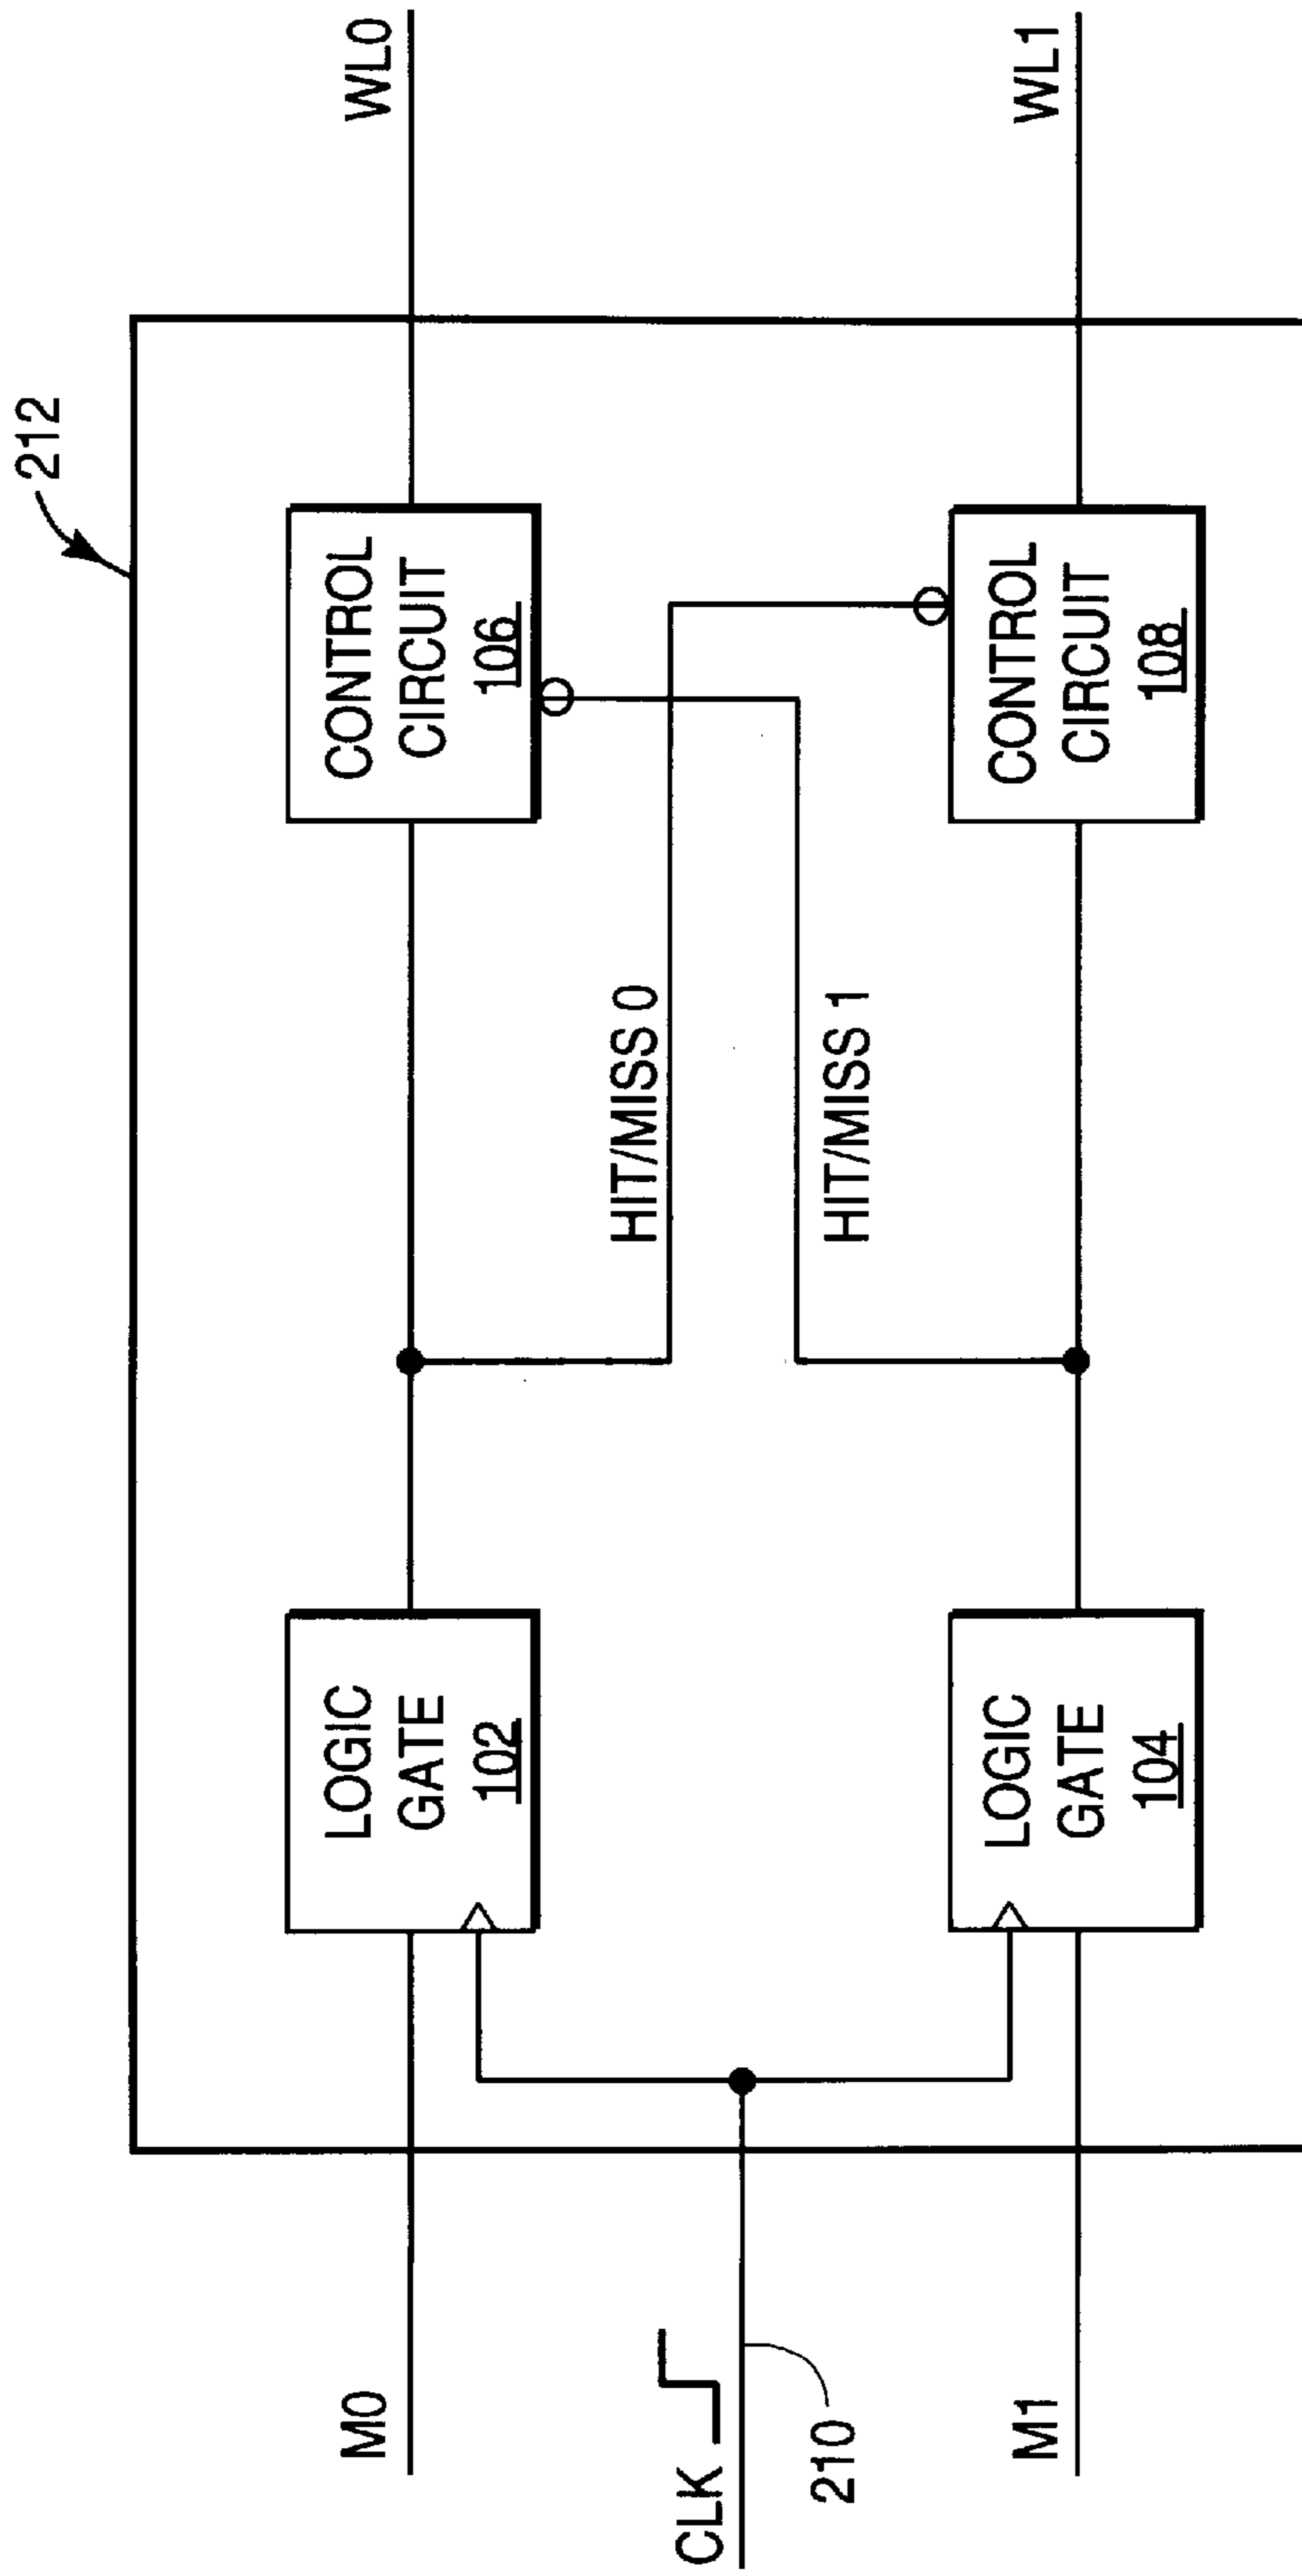 212
M0
LOGIC
GATE
102
CONTROL
CIRCUIT
106
WL0
HIT/MISS 0
CLK
210
HIT/MISS 1
M1
LOGIC
GATE
104
CONTROL
CIRCUIT
108
WL1